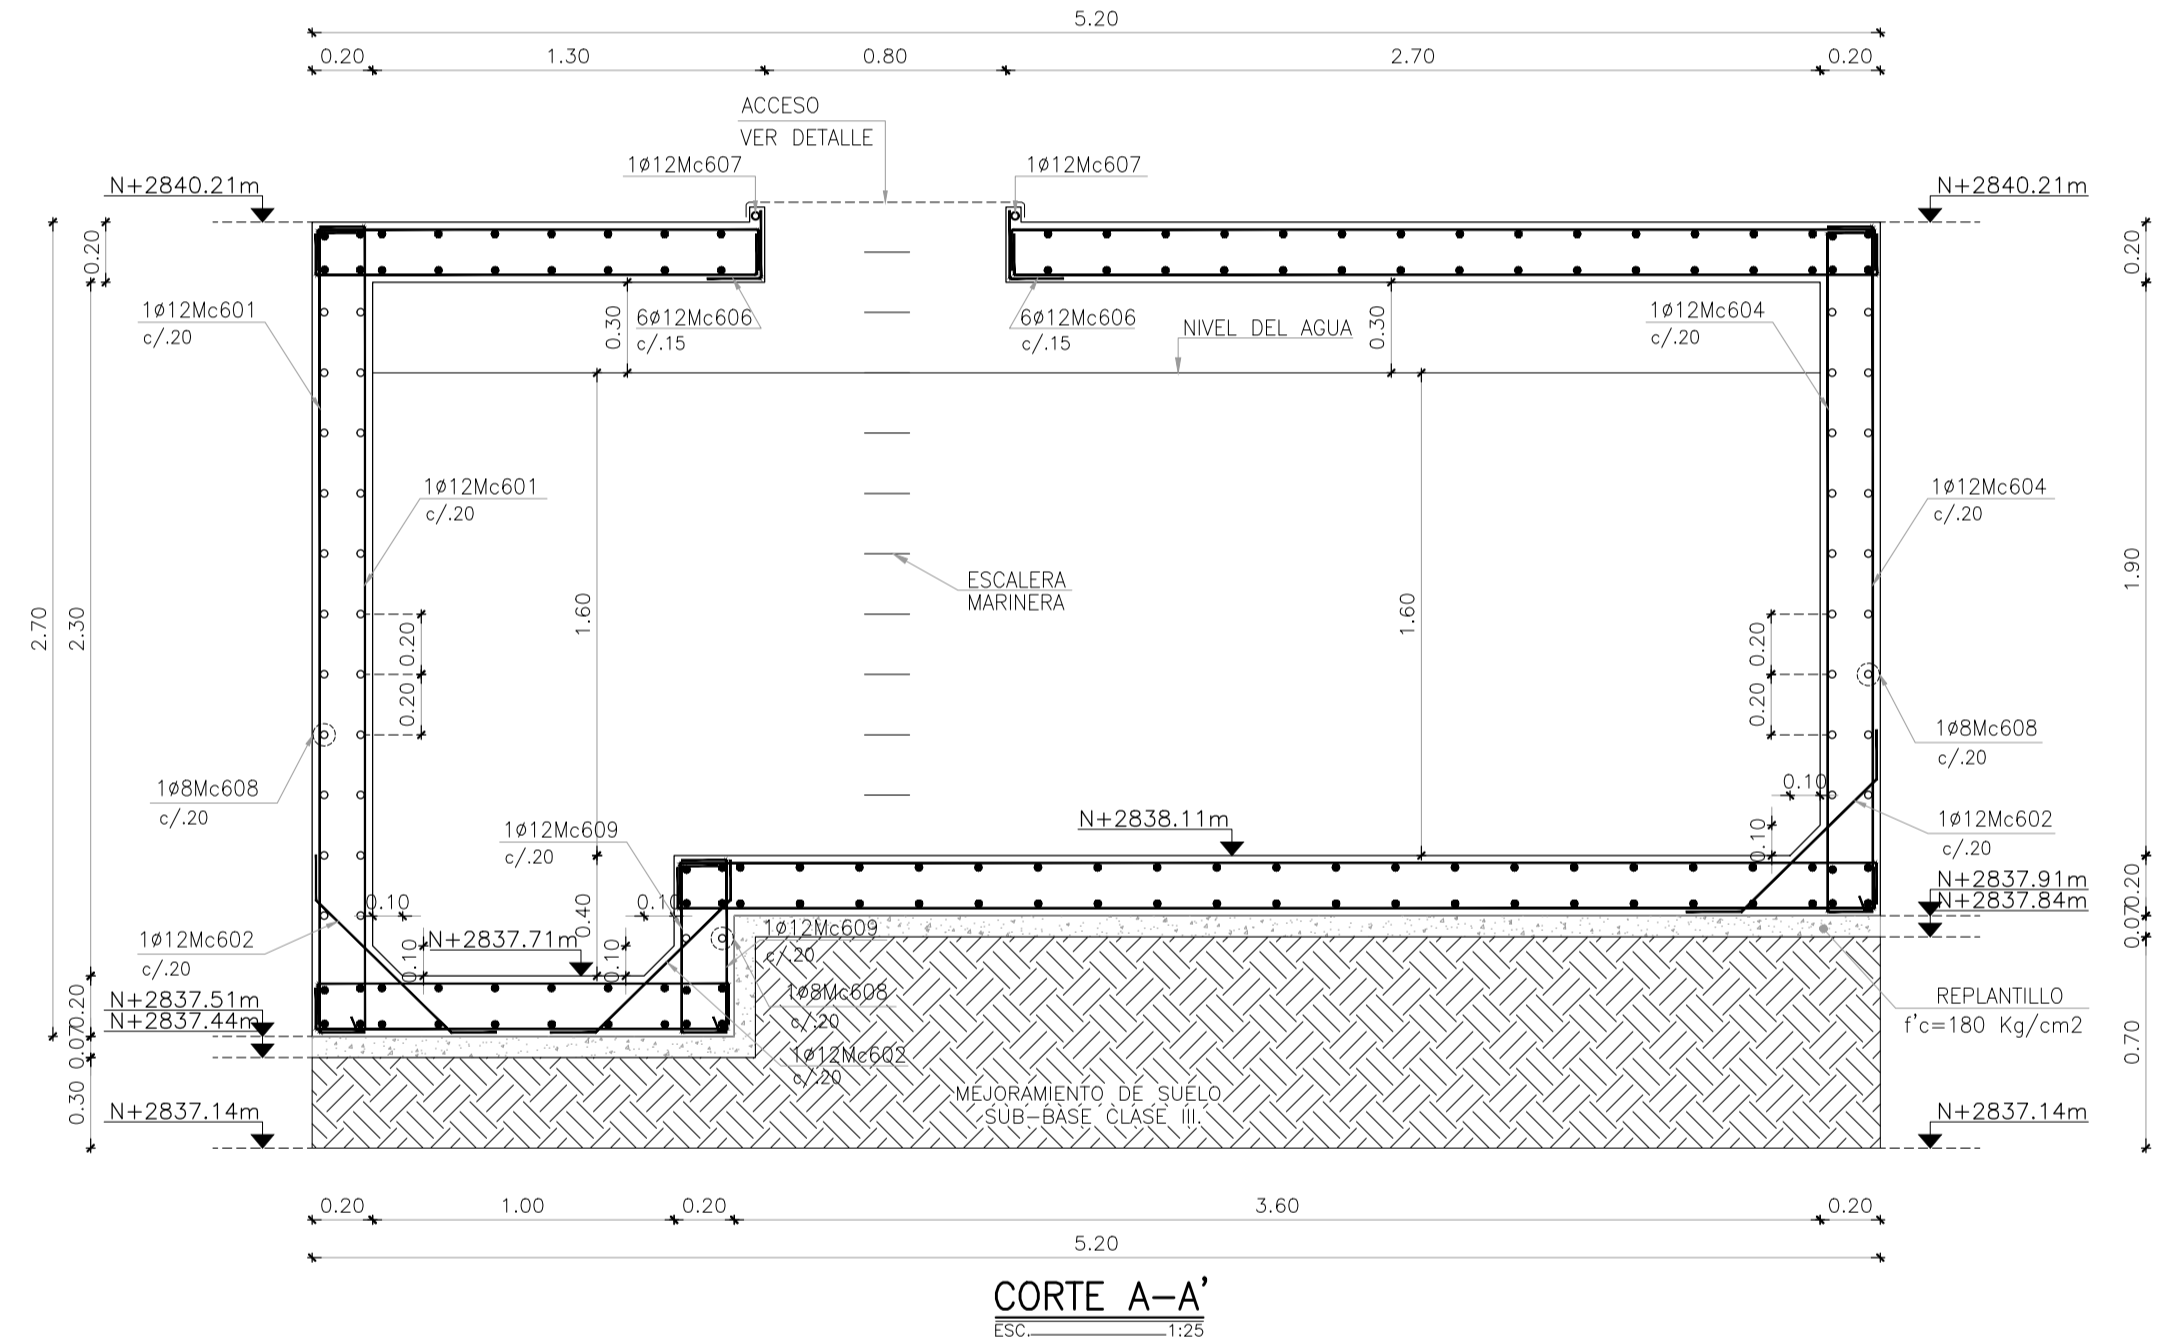 5.20
0.20
1.30
0.80
2.70
0.20
ACCESO
VER DETALLE
1ø12Mc607
1ø12Mc607
N+2840.21m
N+2840.21m
0.20
0.20
1ø12Mc601
c/.20
0.30
6ø12Mc606
c/.15
6ø12Mc606
c/.15
NIVEL DEL AGUA
0.30
1ø12Mc604
c/.20
1ø12Mc601
c/.20
1ø12Mc604
c/.20
ESCALERA
MARINERA
2.70
2.30
1.60
1.60
1.90
0.20
0.20
0.20
0.20
1ø8Mc608
c/.20
1ø8Mc608
c/.20
0.10
0.10
1ø12Mc609
c/.20
N+2838.11m
1ø12Mc602
c/.20
N+2837.91m
N+2837.84m
0.20
0.07
0.10
0.40
0.10
1ø12Mc602
c/.20
N+2837.71m
0.10
0.10
1ø12Mc609
c/.20
1ø8Mc608
c/.20
1ø12Mc602
c/.20
N+2837.51m
N+2837.44m
0.20
0.07
0.30
REPLANTILLO
f'c=180 Kg/cm2
0.70
MEJORAMIENTO DE SUELO
SUB-BASE CLASE III.
N+2837.14m
N+2837.14m
0.20
1.00
0.20
3.60
0.20
5.20
CORTE A-A'
ESC. 1:25